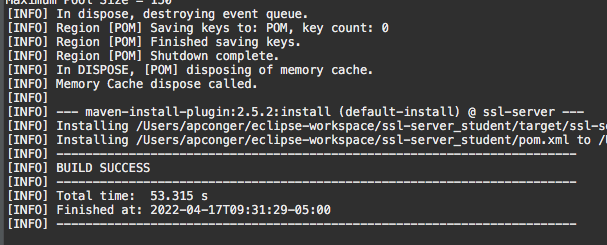 Maximum Pool Size = 150
[INFO] In dispose, destroying event queue.
[INFO] Region [POM] Saving keys to: POM, key count: 0
[INFO] Region [POM] Finished saving keys.
[INFO] Region [POM] Shutdown complete.
[INFO] In DISPOSE, [POM] disposing of memory cache.
[INFO] Memory Cache dispose called.
[INFO]
[INFO] --- maven-install-plugin:2.5.2:install (default-install) @ ssl-server ---
[INFO] Installing /Users/apconger/eclipse-workspace/ssl-server_student/target/ssl-s
[INFO] Installing /Users/apconger/eclipse-workspace/ssl-server_student/pom.xml to /
[INFO] ------------------------------------------------------------------------
[INFO] BUILD SUCCESS
[INFO] ------------------------------------------------------------------------
[INFO] Total time:  53.315 s
[INFO] Finished at: 2022-04-17T09:31:29-05:00
[INFO] ------------------------------------------------------------------------